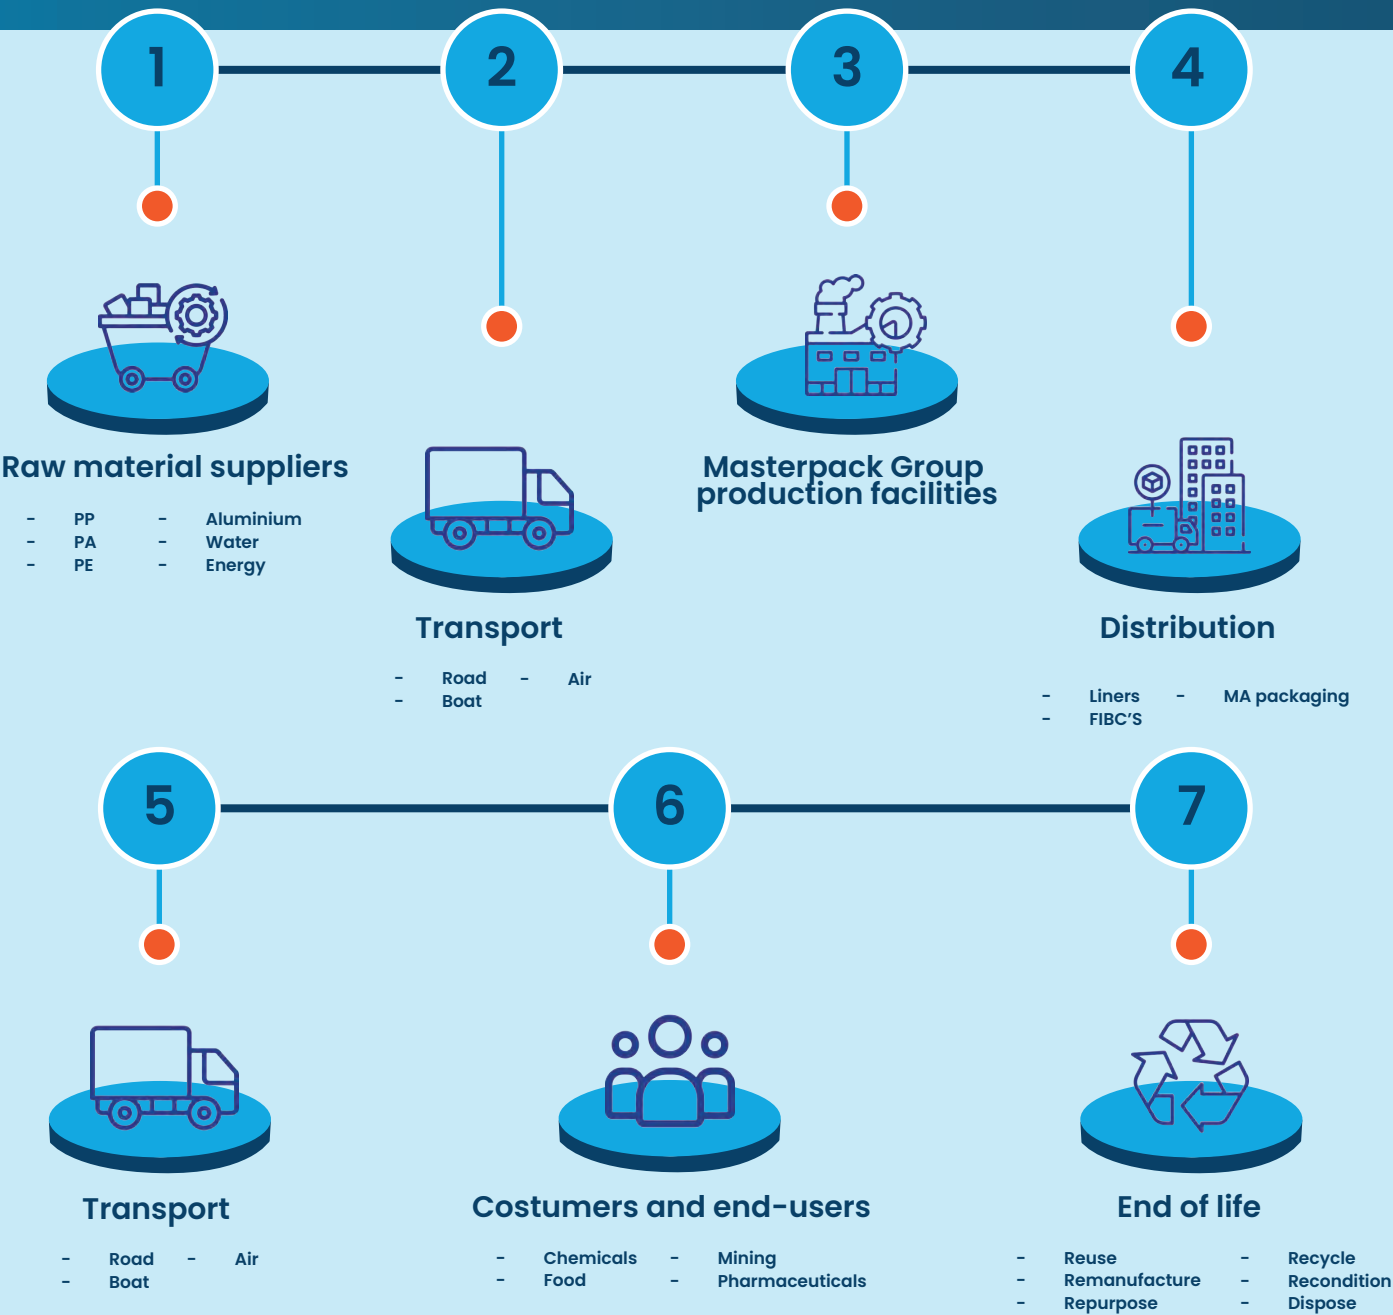 1
2
3
4
Raw material suppliers
- PP - Aluminium
- PA - Water
- PE - Energy
Transport
- Road - Air
- Boat
Masterpack Group
production facilities
Distribution
- Liners - MA packaging
- FIBC’S
5
6
7
Transport
- Road - Air
- Boat
Costumers and end-users
- Chemicals - Mining
- Food - Pharmaceuticals
End of life
- Reuse - Recycle
- Remanufacture - Recondition
- Repurpose - Dispose